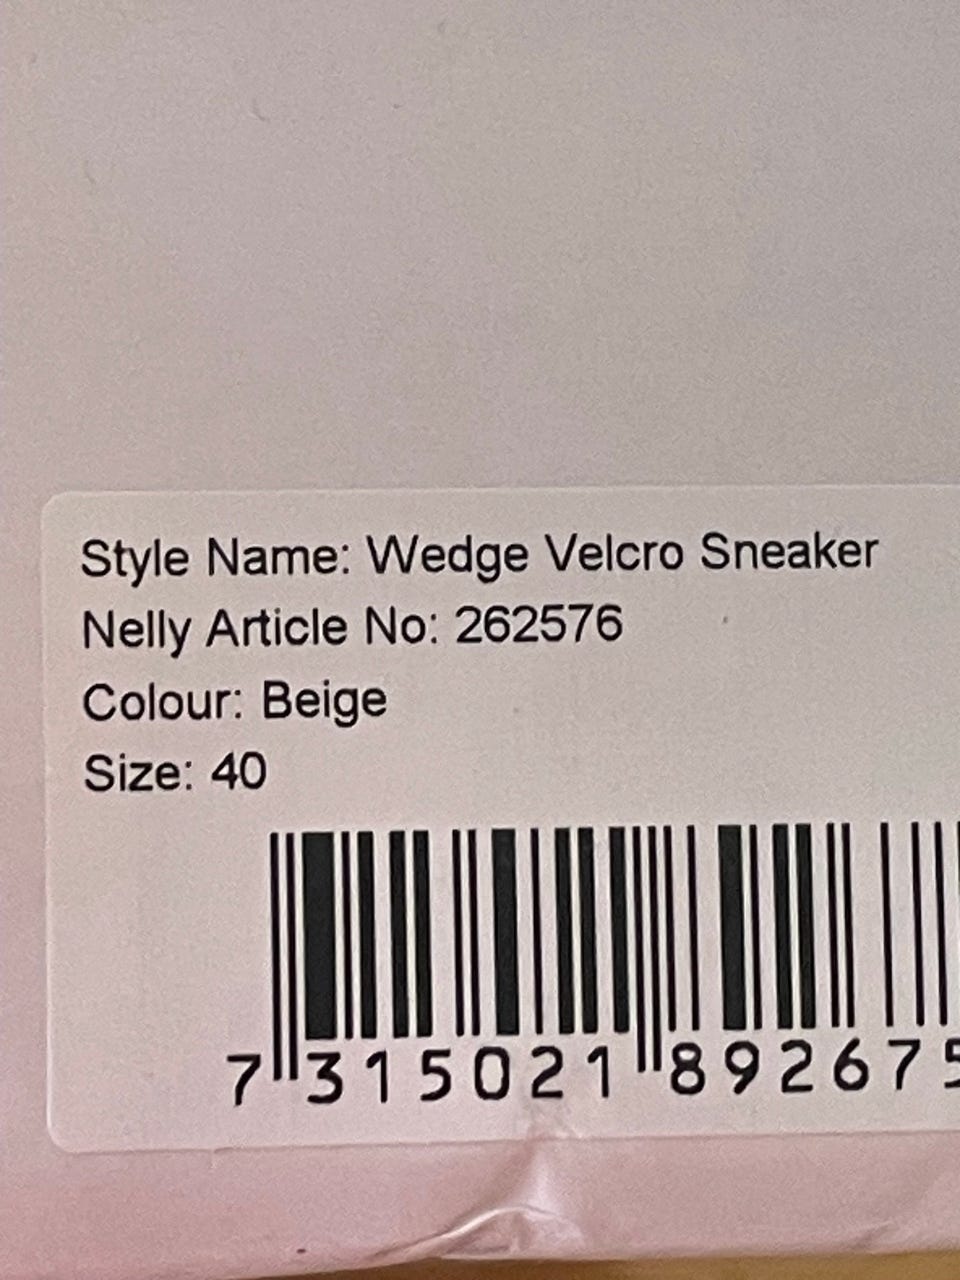 Style Name: Wedge Velcro Sneaker
Nelly Article No: 262576
Colour: Beige
Size: 40
7 315021 892675